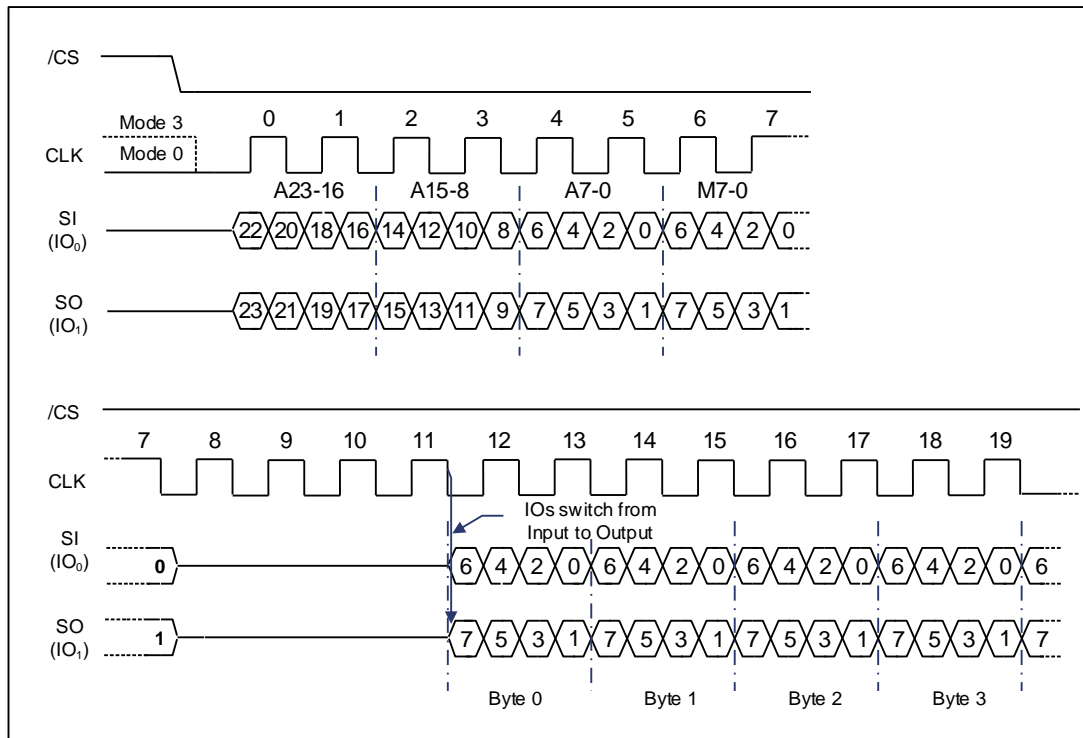 /CS
0 1 2 3 4 5 6 7
Mode 3
Mode 0
CLK
A23-16 A15-8 A7-0 M7-0
SI
(IO₀)
22 20 18 16 14 12 10 8 6 4 2 0 6 4 2 0
SO
(IO₁)
23 21 19 17 15 13 11 9 7 5 3 1 7 5 3 1
/CS
7 8 9 10 11 12 13 14 15 16 17 18 19
CLK
IOs switch from
Input to Output
SI
(IO₀)
0 6 4 2 0 6 4 2 0 6 4 2 0 6 4 2 0 6
SO
(IO₁)
1 7 5 3 1 7 5 3 1 7 5 3 1 7 5 3 1 7
Byte 0 Byte 1 Byte 2 Byte 3